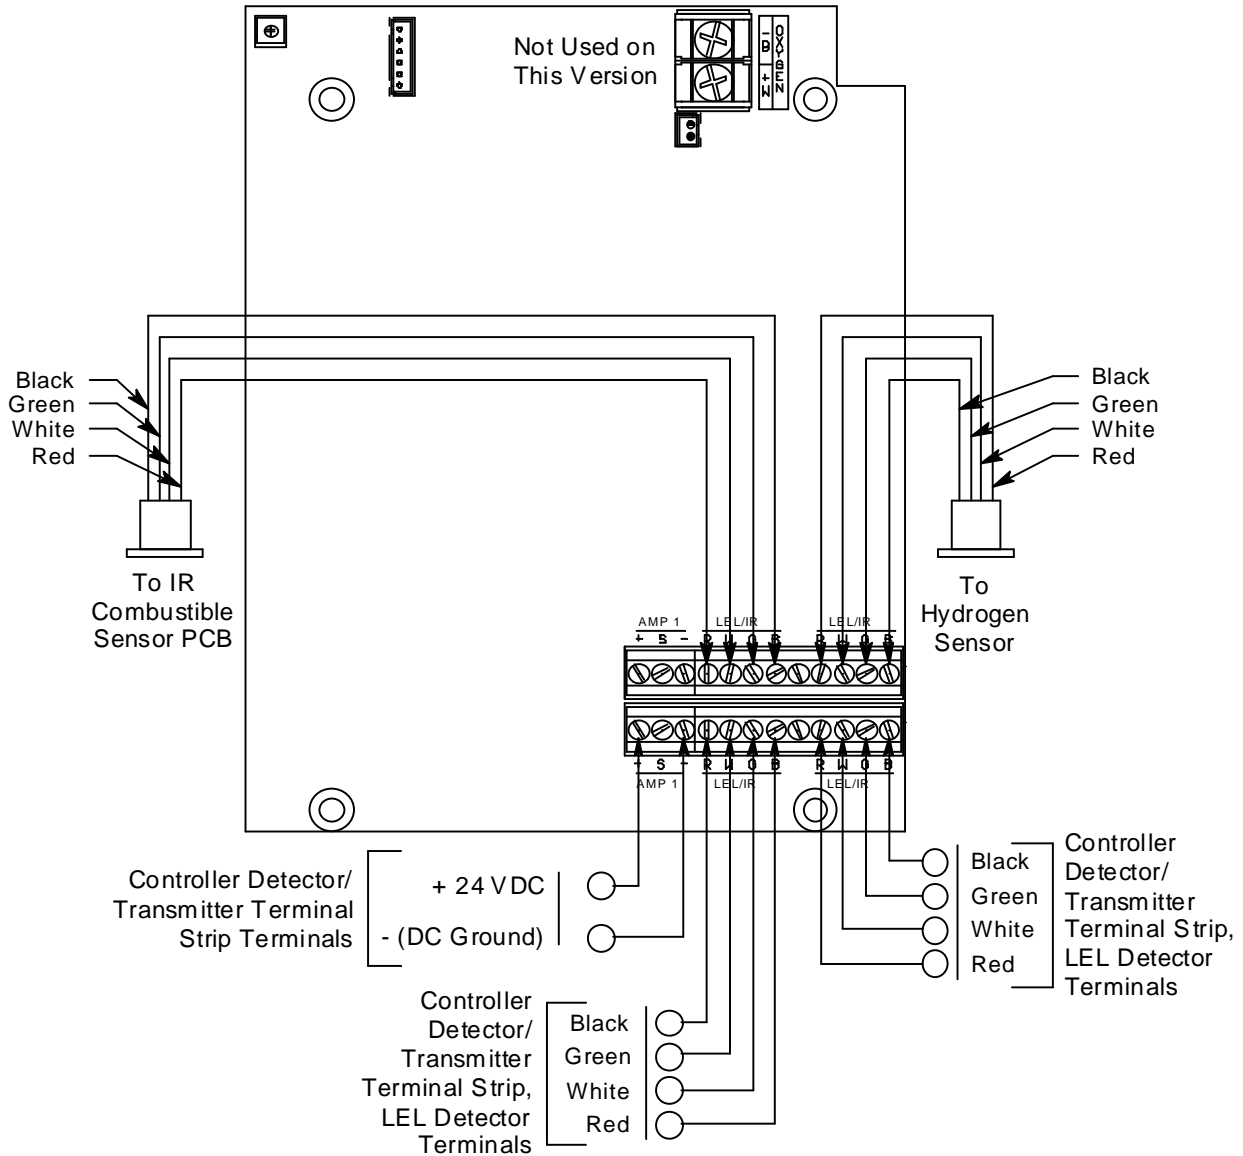 Not Used on
This Version
- B
+ W
OXYGEN
Black
Green
White
Red
Black
Green
White
Red
To IR
Combustible
Sensor PCB
To
Hydrogen
Sensor
AMP 1
LEL/IR
LEL/IR
+ S -
S -
R W G B
R W G B
AMP 1
LEL/IR
LEL/IR
Controller Detector/
Transmitter Terminal
Strip Terminals
+ 24 VDC
- (DC Ground)
Black
Green
White
Red
Controller
Detector/
Transmitter
Terminal Strip,
LEL Detector
Terminals
Controller
Detector/
Transmitter
Terminal Strip,
LEL Detector
Terminals
Black
Green
White
Red